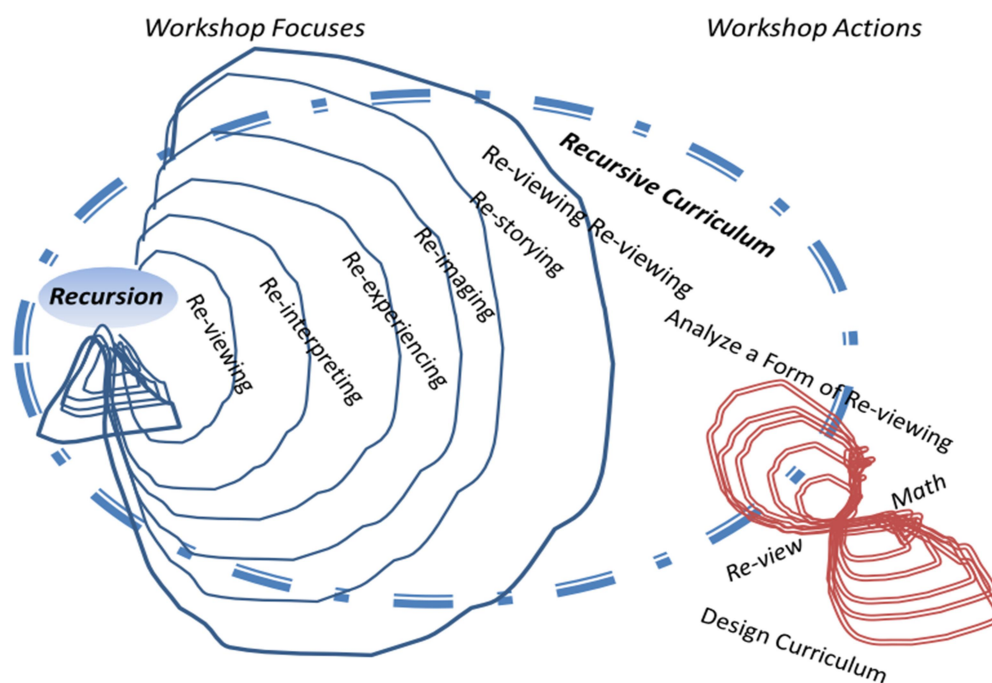 Workshop Focuses
Workshop Actions
Recursive Curriculum
Re-viewing Re-viewing
Re-storying
Re-imaging
Re-experiencing
Re-interpreting
Re-viewing
Recursion
Analyze a Form of Re-viewing
Math
Re-view
Design Curriculum